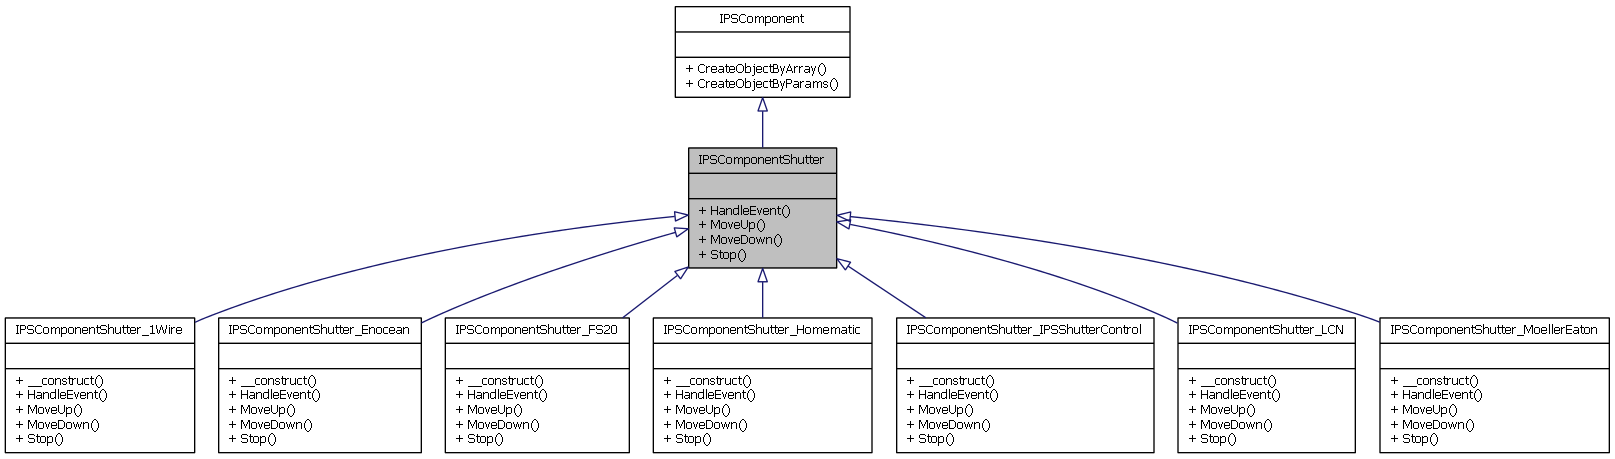 IPSComponent
+ CreateObjectByArray()
+ CreateObjectByParams()
IPSComponentShutter
+ HandleEvent()
+ MoveUp()
+ MoveDown()
+ Stop()
IPSComponentShutter_1Wire
+ __construct()
+ HandleEvent()
+ MoveUp()
+ MoveDown()
+ Stop()
IPSComponentShutter_Enocean
+ __construct()
+ HandleEvent()
+ MoveUp()
+ MoveDown()
+ Stop()
IPSComponentShutter_FS20
+ __construct()
+ HandleEvent()
+ MoveUp()
+ MoveDown()
+ Stop()
IPSComponentShutter_Homematic
+ __construct()
+ HandleEvent()
+ MoveUp()
+ MoveDown()
+ Stop()
IPSComponentShutter_IPSShutterControl
+ __construct()
+ HandleEvent()
+ MoveUp()
+ MoveDown()
+ Stop()
IPSComponentShutter_LCN
+ __construct()
+ HandleEvent()
+ MoveUp()
+ MoveDown()
+ Stop()
IPSComponentShutter_MoellerEaton
+ __construct()
+ HandleEvent()
+ MoveUp()
+ MoveDown()
+ Stop()